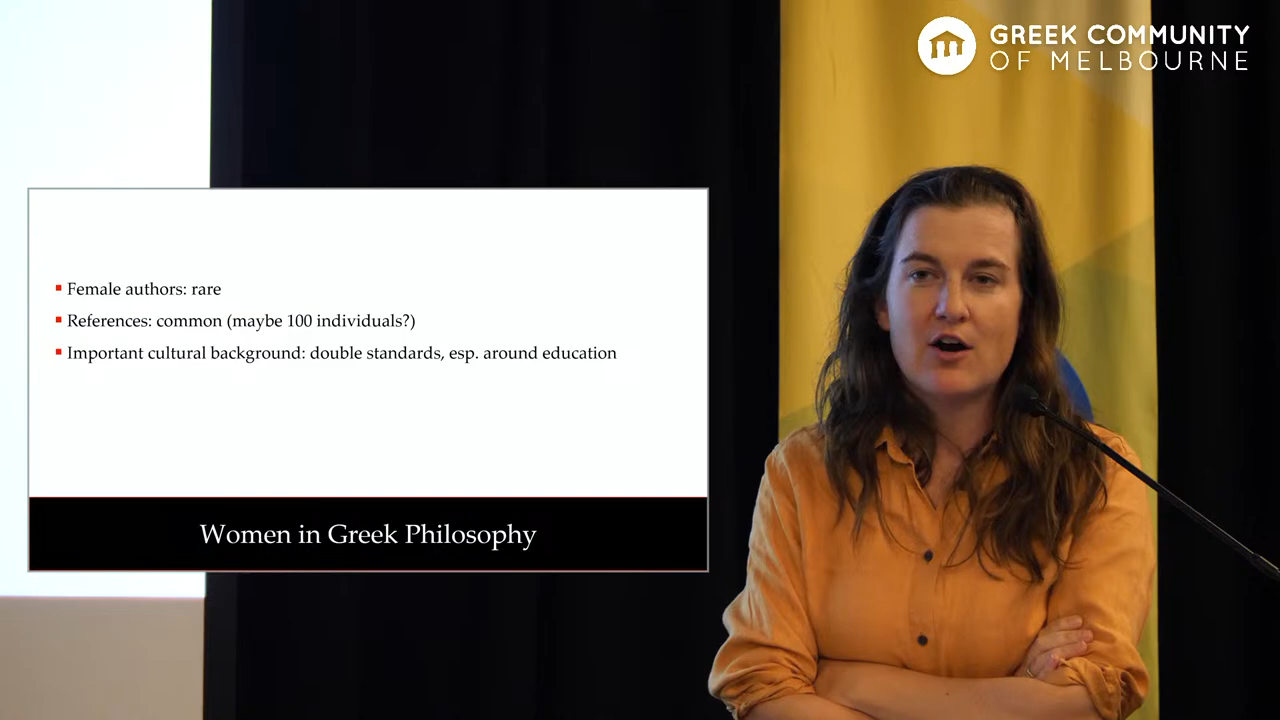 GREEK COMMUNITY
OF MELBOURNE
Female authors: rare
References: common (maybe 100 individuals?)
Important cultural background: double standards, esp. around education
Women in Greek Philosophy